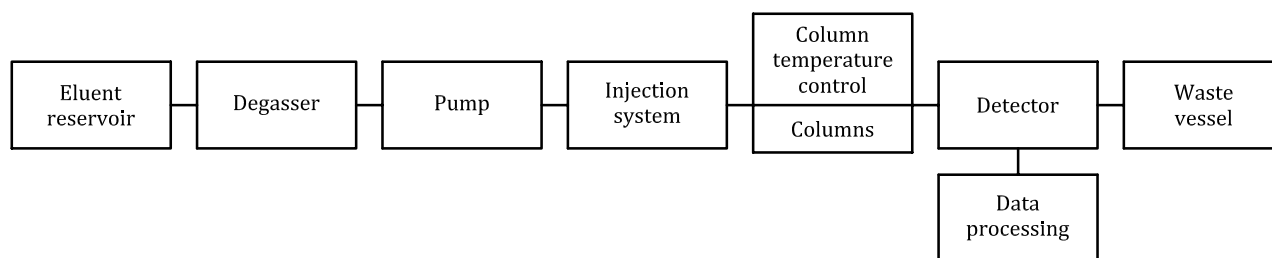 Eluent
reservoir
Degasser
Pump
Injection
system
Column
temperature
control
Columns
Detector
Waste
vessel
Data
processing